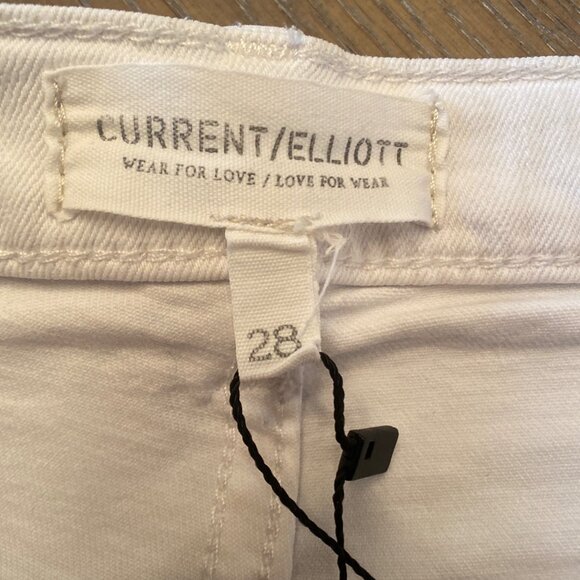 CURRENT/ELLIOTT
WEAR FOR LOVE / LOVE FOR WEAR
28